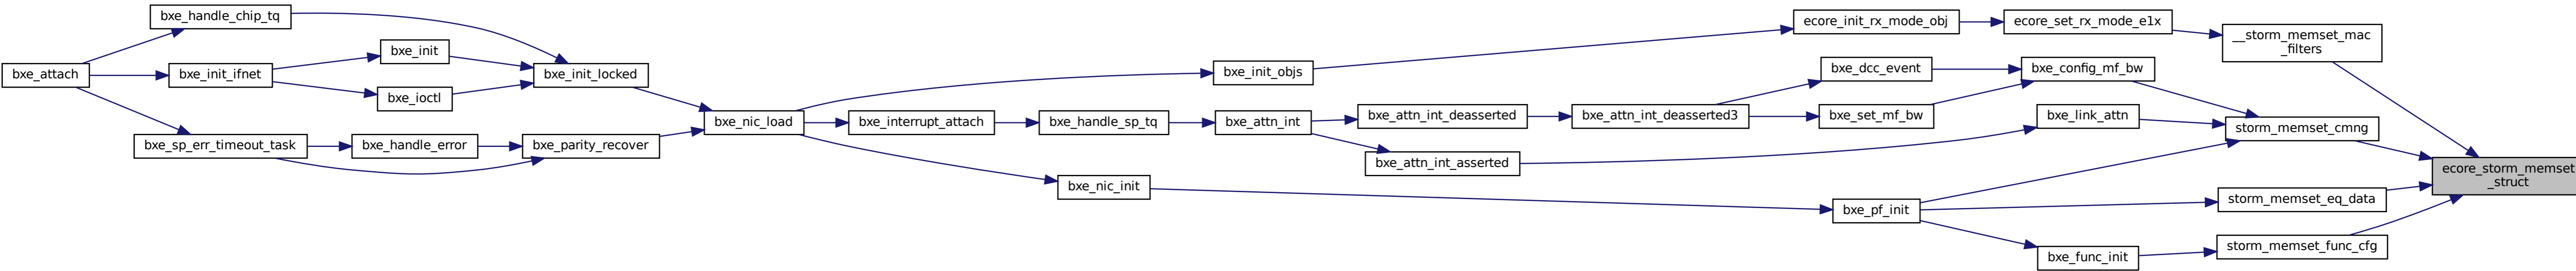 bxe_attach
bxe_handle_chip_tq
bxe_init_ifnet
bxe_sp_err_timeout_task
bxe_init
bxe_ioctl
bxe_handle_error
bxe_init_locked
bxe_parity_recover
bxe_nic_load
bxe_interrupt_attach
bxe_nic_init
bxe_handle_sp_tq
bxe_init_objs
bxe_attn_int
bxe_attn_int_deasserted
bxe_attn_int_asserted
bxe_attn_int_deasserted3
ecore_init_rx_mode_obj
bxe_dcc_event
bxe_set_mf_bw
bxe_pf_init
ecore_set_rx_mode_e1x
bxe_config_mf_bw
bxe_link_attn
bxe_func_init
__storm_memset_mac
_filters
storm_memset_cmng
storm_memset_eq_data
storm_memset_func_cfg
ecore_storm_memset
_struct